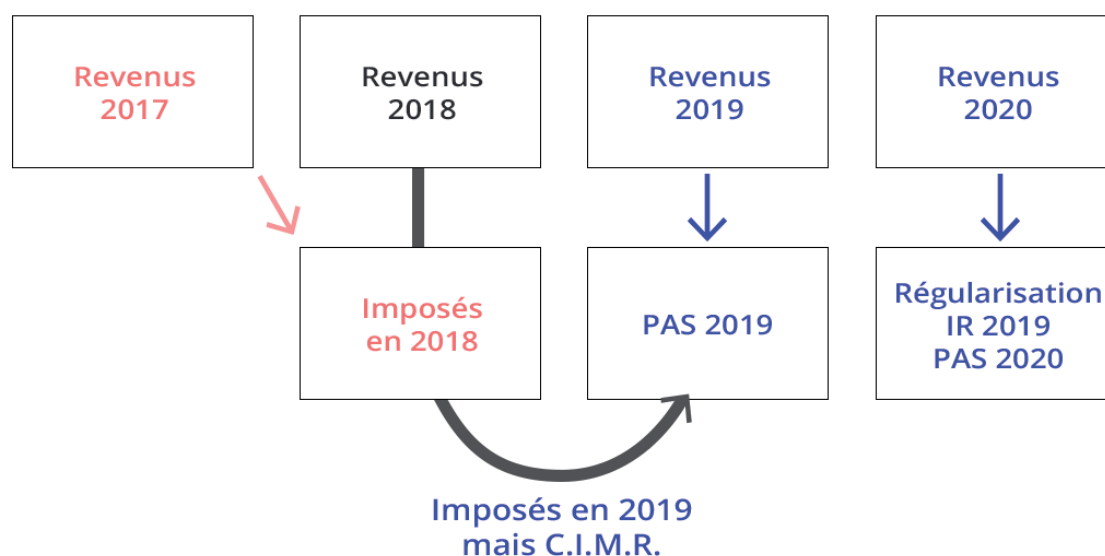 Revenus
2017
Revenus
2018
Revenus
2019
Revenus
2020
Imposés
en 2018
PAS 2019
Régularisation
IR 2019
PAS 2020
Imposés en 2019
mais C.I.M.R.